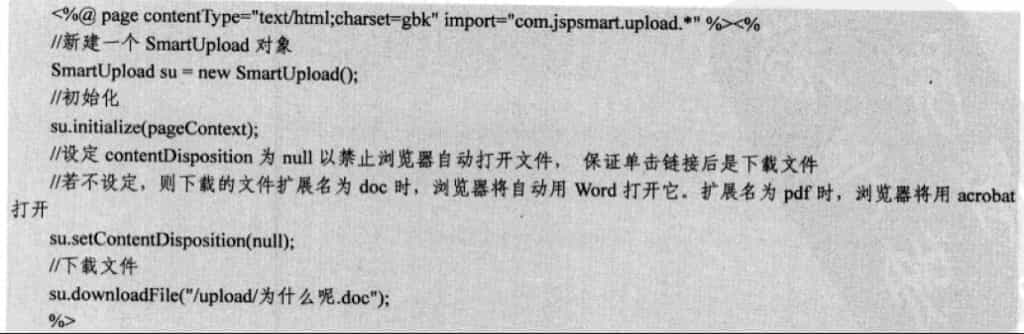 <%@ page contentType="text/html;charset=gbk" import="com.jspsmart.upload.*" %><%
//新建一个 SmartUpload 对象
SmartUpload su = new SmartUpload();
//初始化
su.initialize(pageContext);
//设定 contentDisposition 为 null 以禁止浏览器自动打开文件， 保证单击链接后是下载文件
//若不设定，则下载的文件扩展名为 doc 时，浏览器将自动用 Word 打开它。扩展名为 pdf 时，浏览器将用 acrobat
打开
su.setContentDisposition(null);
//下载文件
su.downloadFile("/upload/为什么呢.doc");
%>